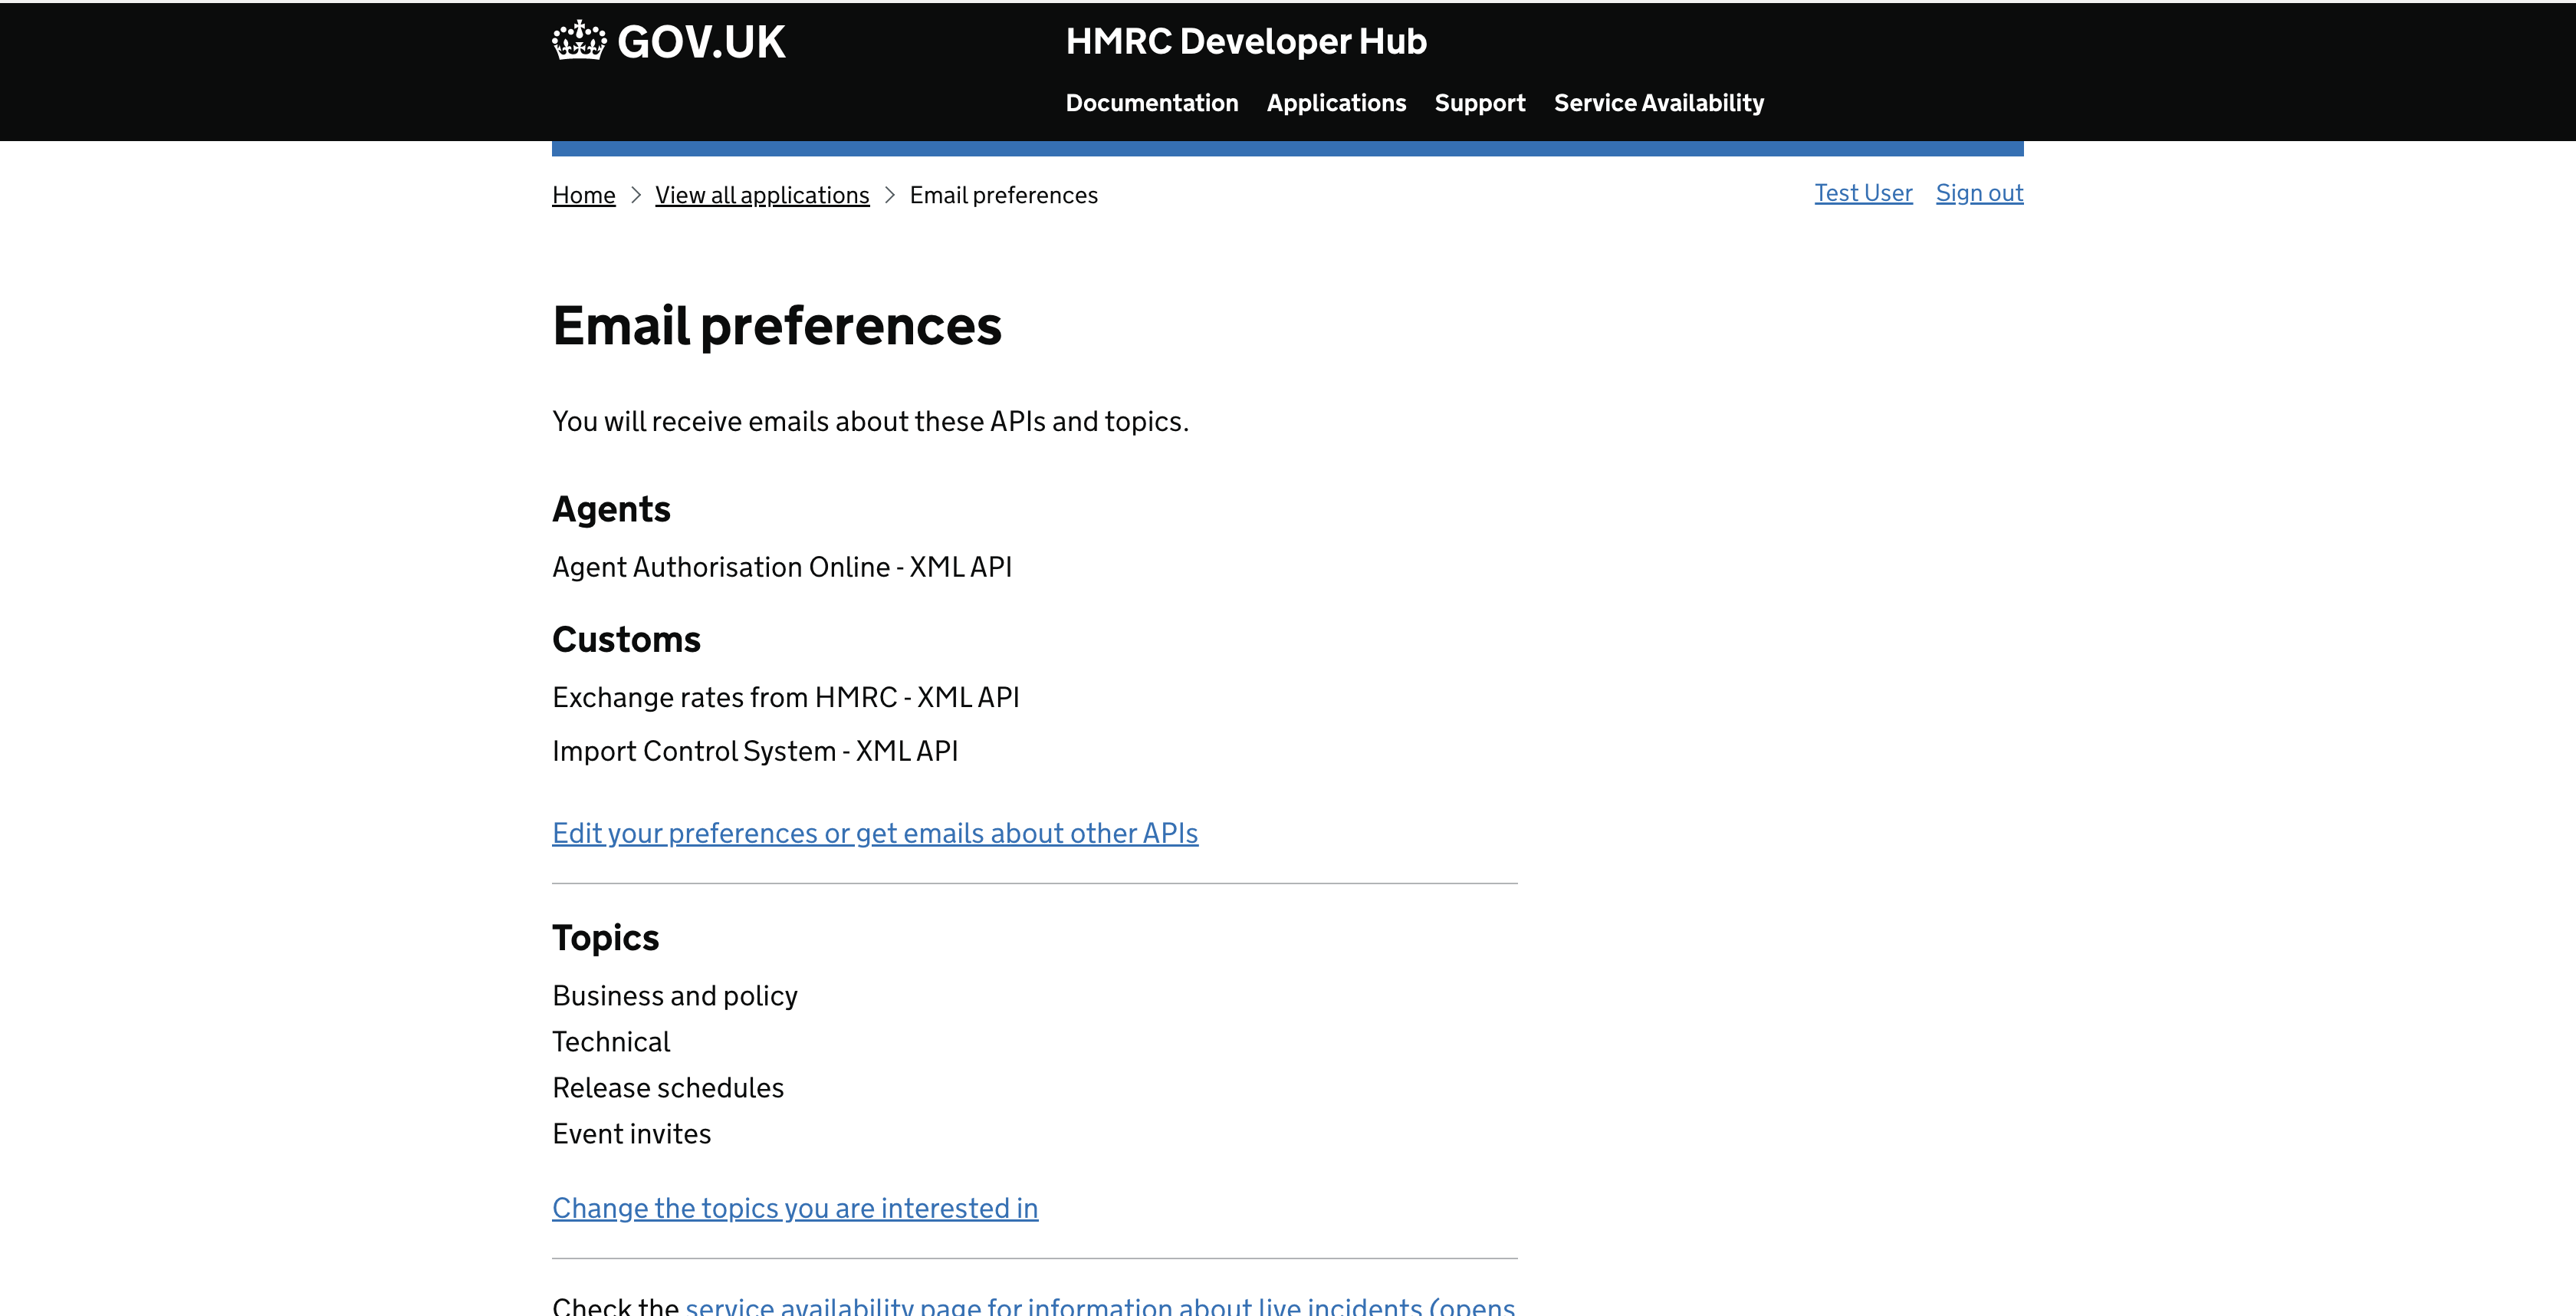 GOV.UK
HMRC Developer Hub
Documentation Applications Support Service Availability
Home > View all applications > Email preferences
Test User Sign out
Email preferences
You will receive emails about these APIs and topics.
Agents
Agent Authorisation Online - XML API
Customs
Exchange rates from HMRC - XML API
Import Control System - XML API
Edit your preferences or get emails about other APIs
Topics
Business and policy
Technical
Release schedules
Event invites
Change the topics you are interested in
Check the service availability page for information about live incidents (opens